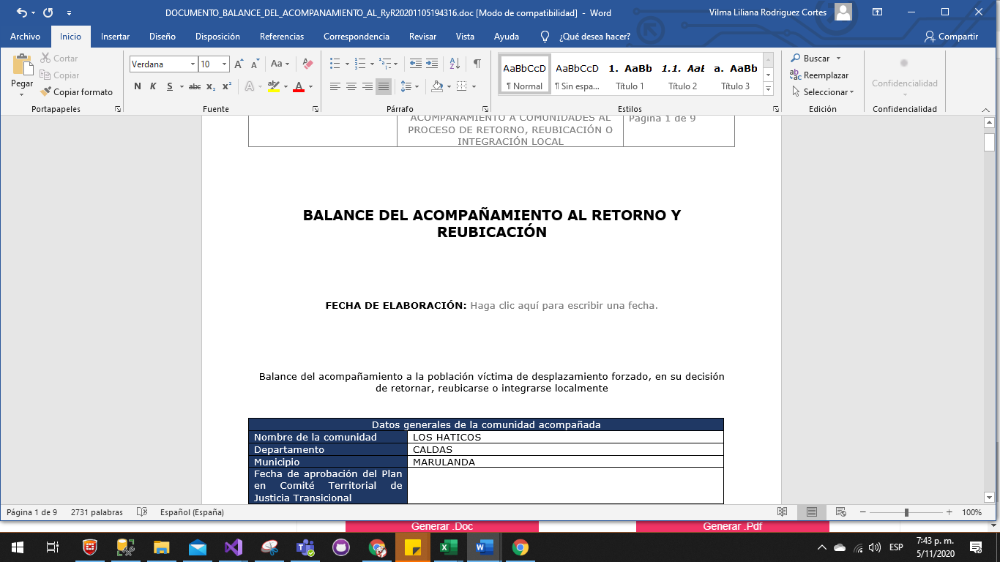 DOCUMENTO_BALANCE_DEL_ACOMPANAMIENTO_AL_RyR20201105194316.doc [Modo de compatibilidad] - Word
Vilma Liliana Rodriguez Cortes
Archivo Inicio Insertar Diseño Disposición Referencias Correspondencia Revisar Vista Ayuda ¿Qué desea hacer? Compartir
Pegar
Cortar
Copiar
Copiar formato
Portapapeles
Verdana 10
Aa
N K S abc x₂ x²
Fuente
Párrafo
AaBbCcD AaBbCcD 1. AaBb 1.1. Aab a. AaBb
¶ Normal ¶ Sin espa... Título 1 Título 2 Título 3
Estilos
Buscar
Reemplazar
Seleccionar
Edición
Confidencialidad
Confidencialidad
ACOMPAÑAMIENTO A COMUNIDADES AL
PROCESO DE RETORNO, REUBICACIÓN O
INTEGRACIÓN LOCAL
Página 1 de 9
BALANCE DEL ACOMPAÑAMIENTO AL RETORNO Y
REUBICACIÓN
FECHA DE ELABORACIÓN: Haga clic aquí para escribir una fecha.
Balance del acompañamiento a la población víctima de desplazamiento forzado, en su decisión
de retornar, reubicarse o integrarse localmente
Datos generales de la comunidad acompañada
Nombre de la comunidad LOS HATICOS
Departamento CALDAS
Municipio MARULANDA
Fecha de aprobación del Plan
en Comité Territorial de
Justicia Transicional
Página 1 de 9 2731 palabras Español (España) 100%
Generar .Doc Generar .Pdf
ESP
7:43 p. m.
5/11/2020